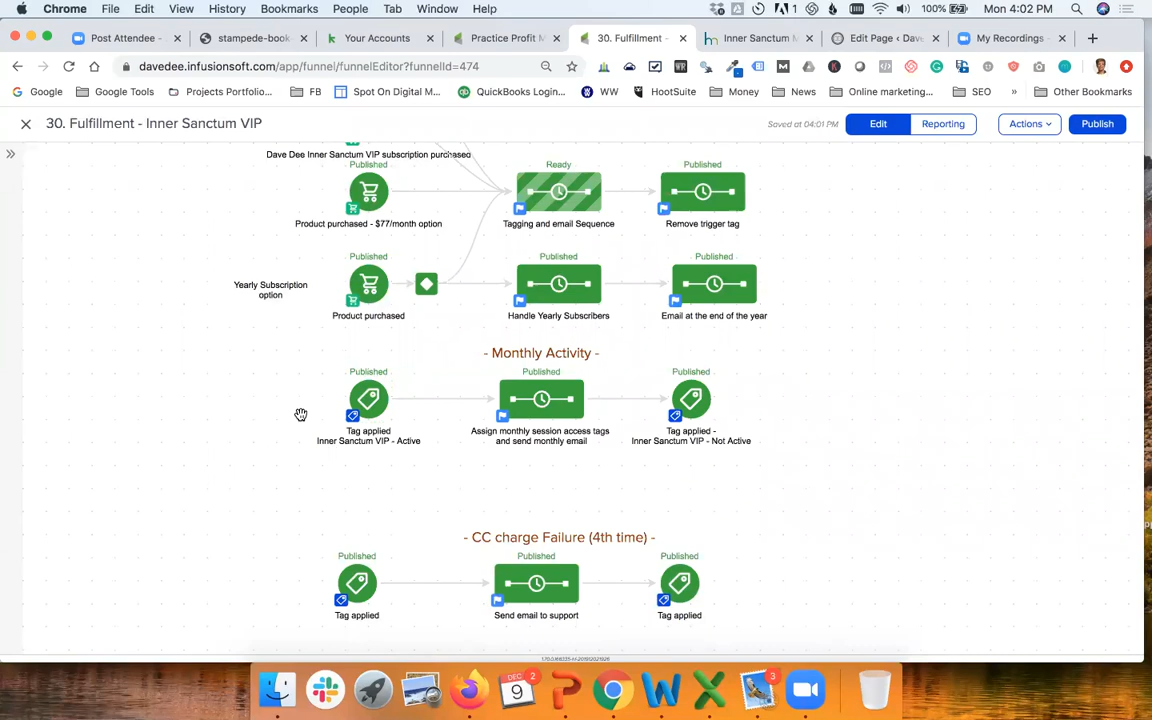 Chrome File Edit View History Bookmarks People Tab Window Help 1 100% Mon 4:02 PM
Post Attendee - stampede-book Your Accounts Practice Profit M 30. Fulfillment - Inner Sanctum M Edit Page ‹ Dav My Recordings
davedee.infusionsoft.com/app/funnel/funnelEditor?funnelId=474
Google Google Tools Projects Portfolio... FB Spot On Digital M... QuickBooks Login... WW HootSuite Money News Online marketing... SEO » Other Bookmarks
30. Fulfillment - Inner Sanctum VIP Saved at 04:01 PM Edit Reporting Actions Publish
Dave Dee Inner Sanctum VIP subscription purchased
Published Ready Published
Product purchased - $77/month option Tagging and email Sequence Remove trigger tag
Published Published Published
Yearly Subscription
option
Product purchased Handle Yearly Subscribers Email at the end of the year
- Monthly Activity -
Published Published Published
Tag applied Assign monthly session access tags Tag applied -
Inner Sanctum VIP - Active and send monthly email Inner Sanctum VIP - Not Active
- CC charge Failure (4th time) -
Published Published Published
Tag applied Send email to support Tag applied
DEC 2 3
9